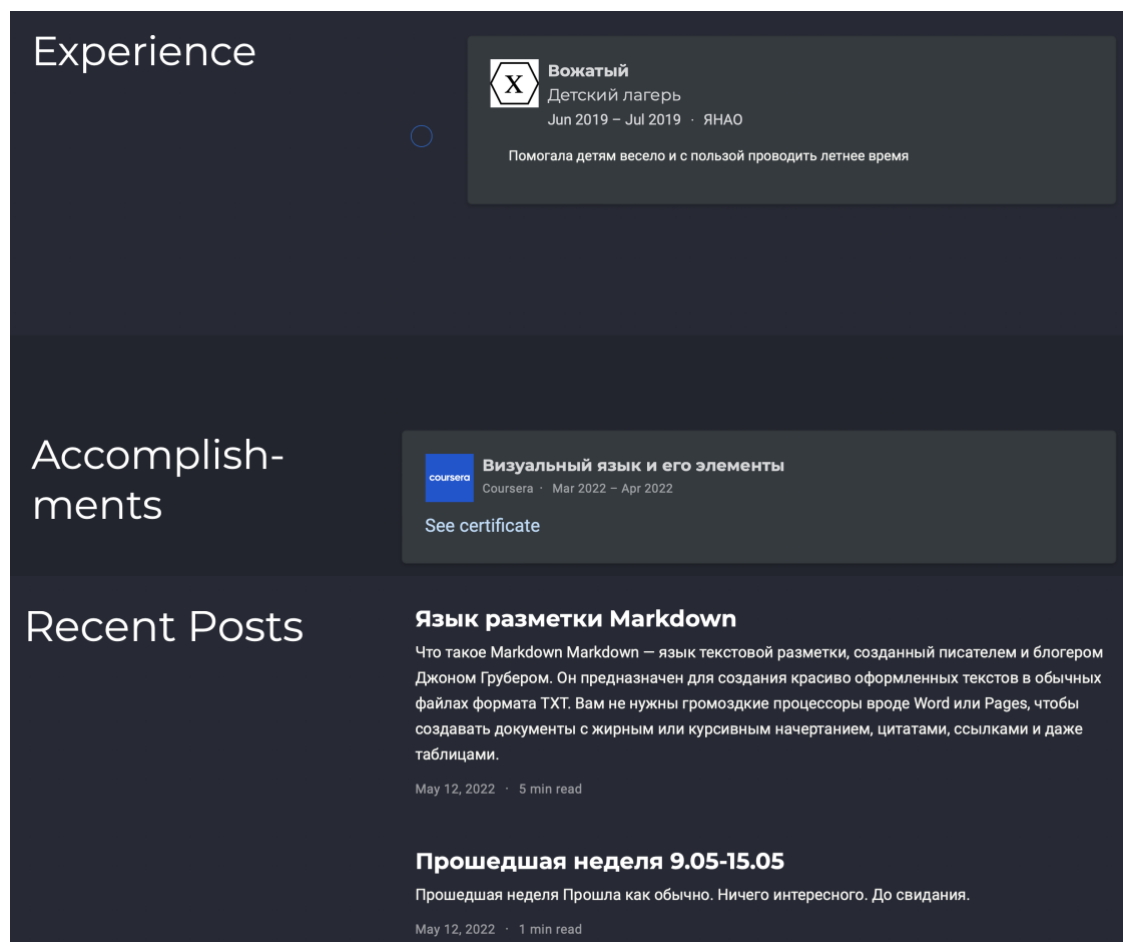 Experience
X
Вожатый
Детский лагерь
Jun 2019 – Jul 2019 · ЯНАО
Помогала детям весело и с пользой проводить летнее время
Accomplish-
ments
coursera
Визуальный язык и его элементы
Coursera · Mar 2022 – Apr 2022
See certificate
Recent Posts
Язык разметки Markdown
Что такое Markdown Markdown — язык текстовой разметки, созданный писателем и блогером
Джоном Грубером. Он предназначен для создания красиво оформленных текстов в обычных
файлах формата TXT. Вам не нужны громоздкие процессоры вроде Word или Pages, чтобы
создавать документы с жирным или курсивным начертанием, цитатами, ссылками и даже
таблицами.
May 12, 2022 · 5 min read
Прошедшая неделя 9.05-15.05
Прошедшая неделя Прошла как обычно. Ничего интересного. До свидания.
May 12, 2022 · 1 min read